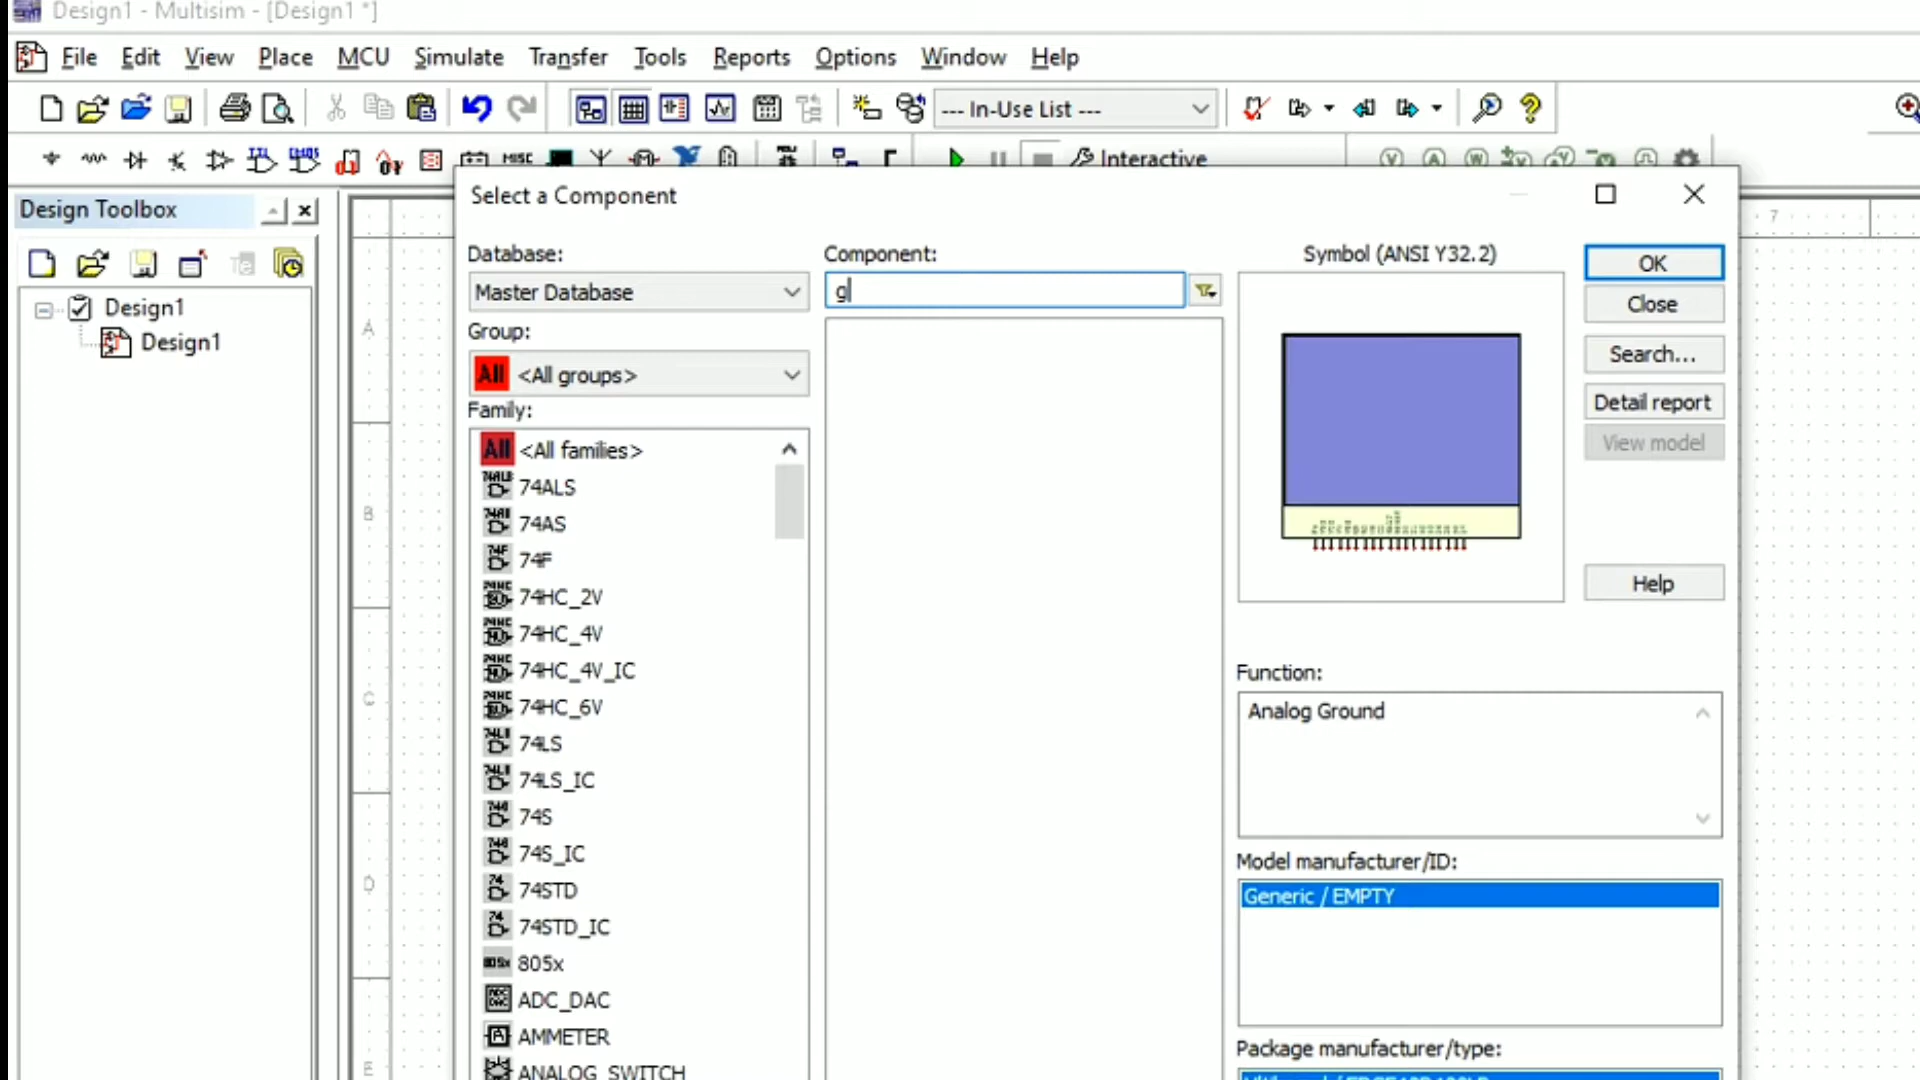 Design1 - Multisim - [Design1 *]
File Edit View Place MCU Simulate Transfer Tools Reports Options Window Help
--- In-Use List ---
MISC
Interactive
Design Toolbox
Design1
Design1
Select a Component
Database:
Master Database
Group:
All <All groups>
Family:
All <All families>
74ALS
74AS
74F
74HC_2V
74HC_4V
74HC_4V_IC
74HC_6V
74LS
74LS_IC
74S
74S_IC
74STD
74STD_IC
805x
ADC_DAC
AMMETER
ANALOG_SWITCH
Component:
g
Symbol (ANSI Y32.2)
OK
Close
Search...
Detail report
View model
Help
Function:
Analog Ground
Model manufacturer/ID:
Generic / EMPTY
Package manufacturer/type:
7
A
B
C
D
E